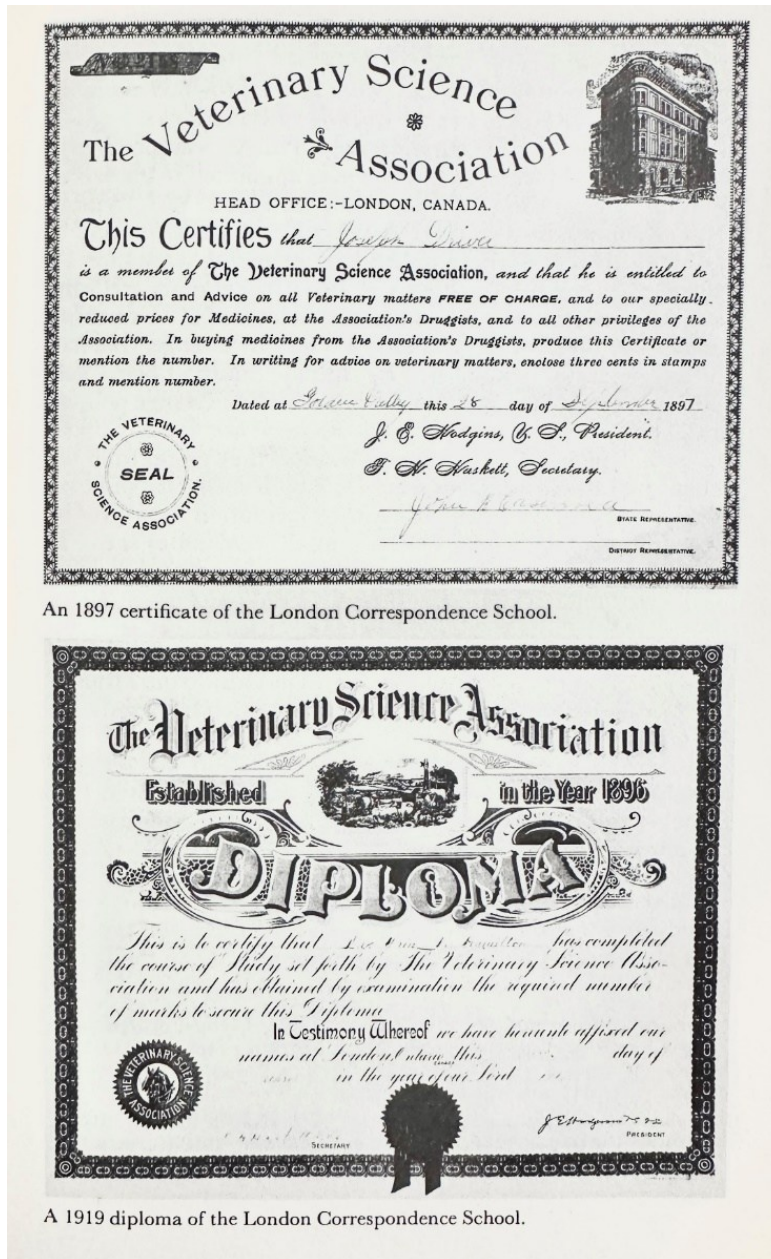 The Veterinary Science
Association
HEAD OFFICE:-LONDON, CANADA.
This Certifies that Joseph
is a member of The Veterinary Science Association, and that he is entitled to
Consultation and Advice on all Veterinary matters FREE OF CHARGE, and to our specially
reduced prices for Medicines, at the Association's Druggists, and to all other privileges of the
Association. In buying medicines from the Association's Druggists, produce this Certificate or
mention the number. In writing for advice on veterinary matters, enclose three cents in stamps
and mention number.
Dated at this 28 day of September 1897
J. E. Hodgins, V. S., President.
T. H. Haskett, Secretary.
John
STATE REPRESENTATIVE.
DISTRICT REPRESENTATIVE.
THE VETERINARY
SEAL
SCIENCE ASSOCIATION.
An 1897 certificate of the London Correspondence School.
The Veterinary Science Association
Established in the Year 1896
DIPLOMA
This is to certify that has completed
the course of Study set forth by The Veterinary Science Asso-
ciation and has obtained by examination the required number
of marks to secure this Diploma
In Testimony Whereof we have hereunto affixed our
names at London, Ontario, this day of
in the year of our Lord
THE VETERINARY SCIENCE
ASSOCIATION
SECRETARY
PRESIDENT
A 1919 diploma of the London Correspondence School.